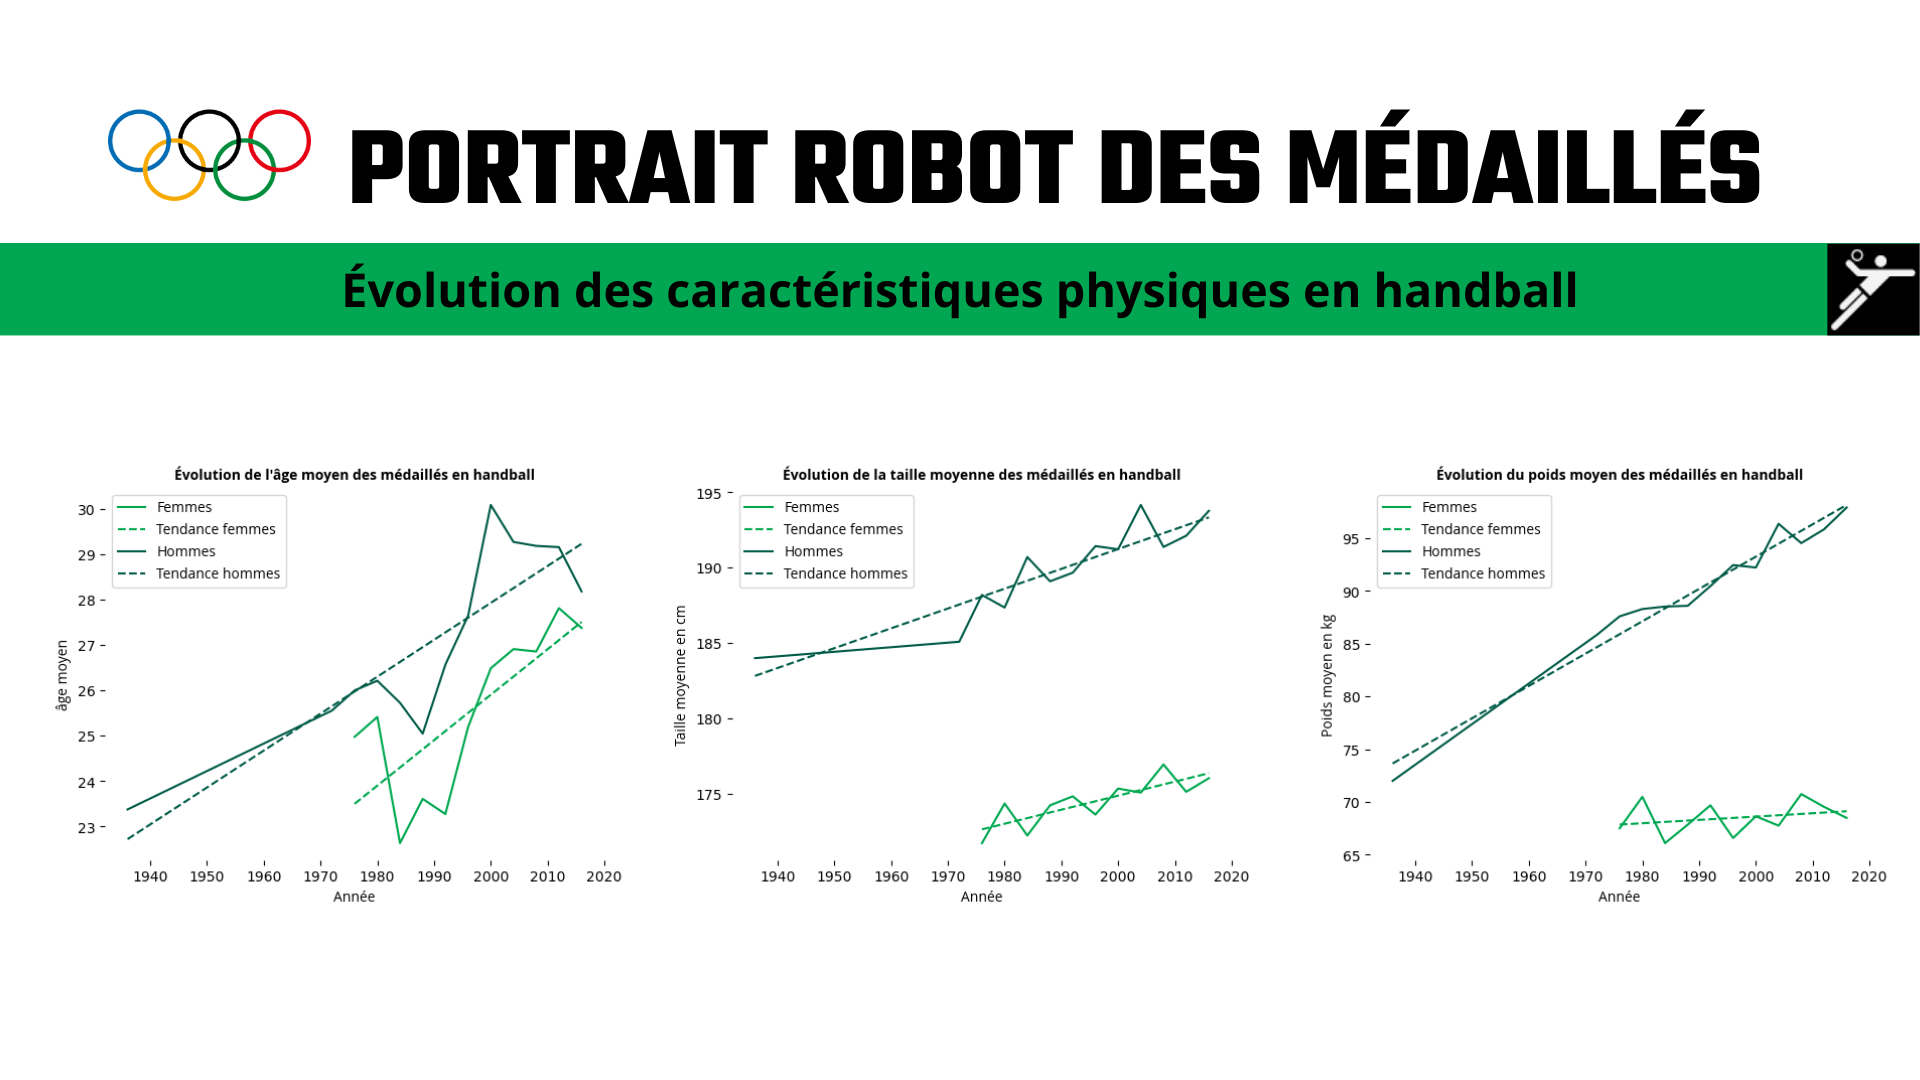 PORTRAIT ROBOT DES MÉDAILLÉS
Évolution des caractéristiques physiques en handball
Évolution de l'âge moyen des médaillés en handball
Femmes
Tendance femmes
Hommes
Tendance hommes
30
29
28
27
26
25
24
23
âge moyen
1940 1950 1960 1970 1980 1990 2000 2010 2020
Année
Évolution de la taille moyenne des médaillés en handball
Femmes
Tendance femmes
Hommes
Tendance hommes
195
190
185
180
175
Taille moyenne en cm
1940 1950 1960 1970 1980 1990 2000 2010 2020
Année
Évolution du poids moyen des médaillés en handball
Femmes
Tendance femmes
Hommes
Tendance hommes
95
90
85
80
75
70
65
Poids moyen en kg
1940 1950 1960 1970 1980 1990 2000 2010 2020
Année